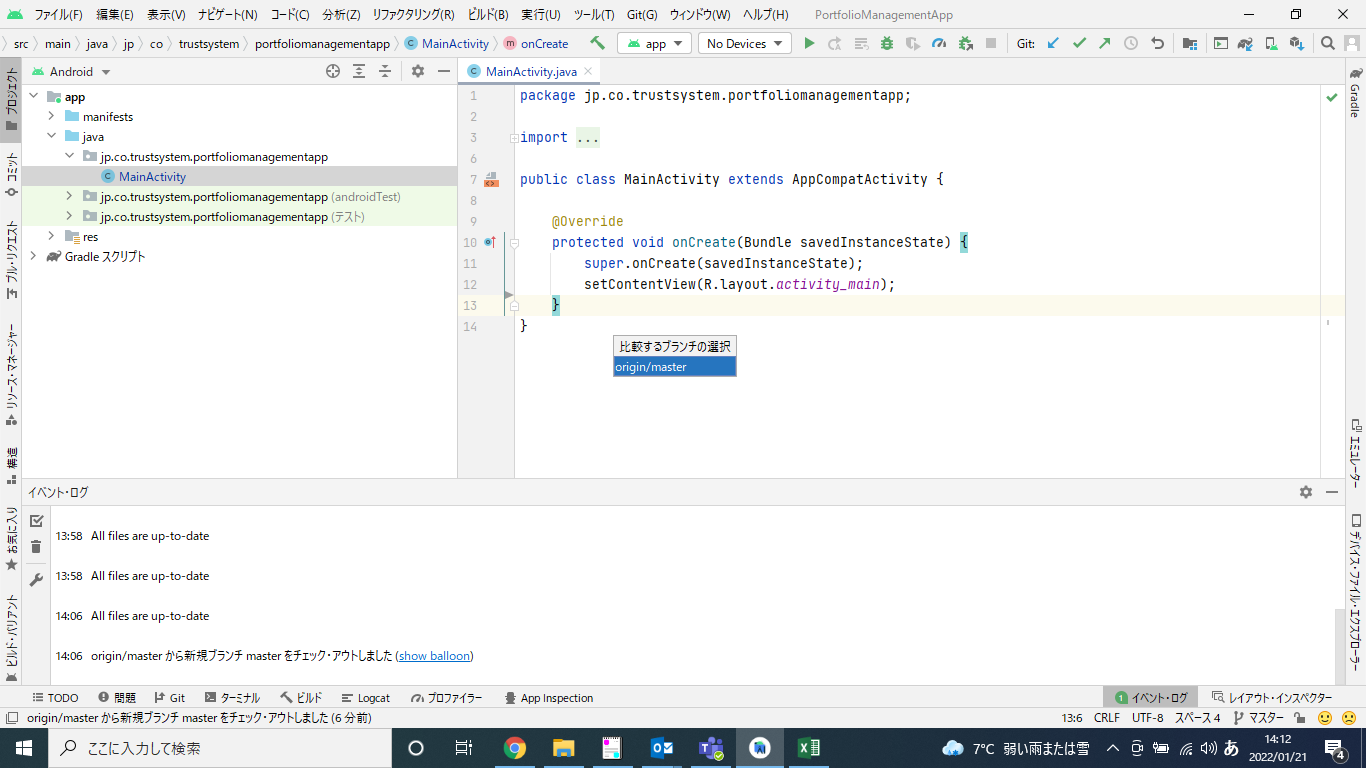 ファイル(F) 編集(E) 表示(V) ナビゲート(N) コード(C) 分析(Z) リファクタリング(R) ビルド(B) 実行(U) ツール(T) Git(G) ウィンドウ(W) ヘルプ(H) PortfolioManagementApp
src main java jp co trustsystem portfoliomanagementapp MainActivity onCreate app No Devices Git:
Android
MainActivity.java
app
manifests
java
jp.co.trustsystem.portfoliomanagementapp
MainActivity
jp.co.trustsystem.portfoliomanagementapp (androidTest)
jp.co.trustsystem.portfoliomanagementapp (テスト)
res
Gradle スクリプト
プロジェクト
コミット
プル・リクエスト
リソース・マネージャー
構造
お気に入り
ビルド・バリアント
1 package jp.co.trustsystem.portfoliomanagementapp;
2
3 import ...
6
7 public class MainActivity extends AppCompatActivity {
8
9 @Override
10 protected void onCreate(Bundle savedInstanceState) {
11 super.onCreate(savedInstanceState);
12 setContentView(R.layout.activity_main);
13 }
14 }
比較するブランチの選択
origin/master
Gradle
エミュレーター
デバイス・ファイル・エクスプローラー
イベント・ログ
13:58 All files are up-to-date
13:58 All files are up-to-date
14:06 All files are up-to-date
14:06 origin/master から新規ブランチ master をチェック・アウトしました (show balloon)
TODO 問題 Git ターミナル ビルド Logcat プロファイラー App Inspection 1 イベント・ログ レイアウト・インスペクター
origin/master から新規ブランチ master をチェック・アウトしました (6 分前) 13:6 CRLF UTF-8 スペース 4 マスター
ここに入力して検索 7°C 弱い雨または雪 あ 14:12
2022/01/21 4